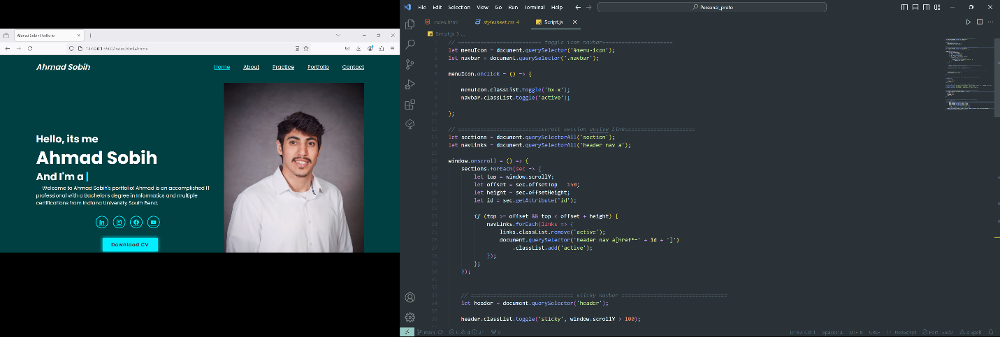 Ahmad Sobih Portfolio
127.0.0.1:5500/index.html#home
Ahmad Sobih
Home About Practice Portfolio Contact
Hello, its me
Ahmad Sobih
And I'm a
Welcome to Ahmad Sobih's portfolio! Ahmad is an accomplished IT
professional with a Bachelor's degree in Informatics and multiple
certifications from Indiana University South Bend.
Download CV
File Edit Selection View Go Run Terminal Help
Personal_proto
index.html
stylesheet.css 4
Script.js
Script.js > ...
1 // ========================== toggle icon navbar======================
2 let menuIcon = document.querySelector('#menu-icon');
3 let navbar = document.querySelector('.navbar');
4
5 menuIcon.onclick = () => {
6
7 menuIcon.classList.toggle('bx-x');
8 navbar.classList.toggle('active');
9
10 };
11
12 // ==========================scroll section avtive link======================
13 let sections = document.querySelectorAll('section');
14 let navLinks = document.querySelectorAll('header nav a');
15
16 window.onscroll = () => {
17 sections.forEach(sec => {
18 let top = window.scrollY;
19 let offset = sec.offsetTop - 150;
20 let height = sec.offsetHeight;
21 let id = sec.getAttribute('id');
22
23 if (top >= offset && top < offset + height) {
24 navLinks.forEach(links => {
25 links.classList.remove('active');
26 document.querySelector('header nav a[href*=' + id + ']')
27 .classList.add('active');
28 });
29 };
30 });
31
32
33 // ================================ sticky navbar =================================
34 let header = document.querySelector('header');
35
36 header.classList.toggle('sticky', window.scrollY > 100);
main 0 4 21 0
Ln 93, Col 1 Spaces: 4 UTF-8 CRLF {} JavaScript Port : 5500 4 Spell